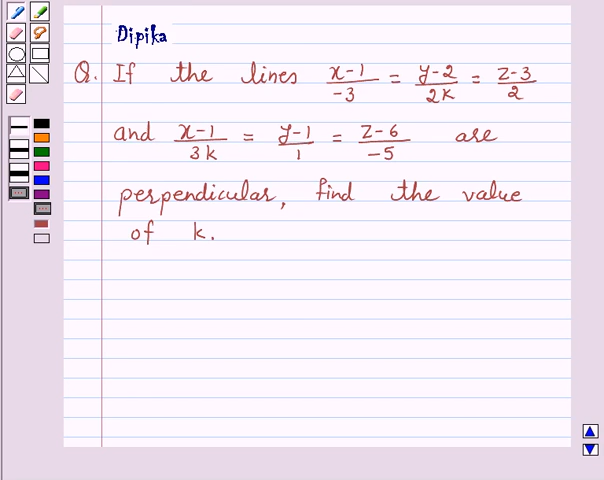 Dipika
Q. If the lines (x-1)/-3 = (y-2)/2k = (z-3)/2
and (x-1)/3k = (y-1)/1 = (z-6)/-5 are
perpendicular, find the value
of k.